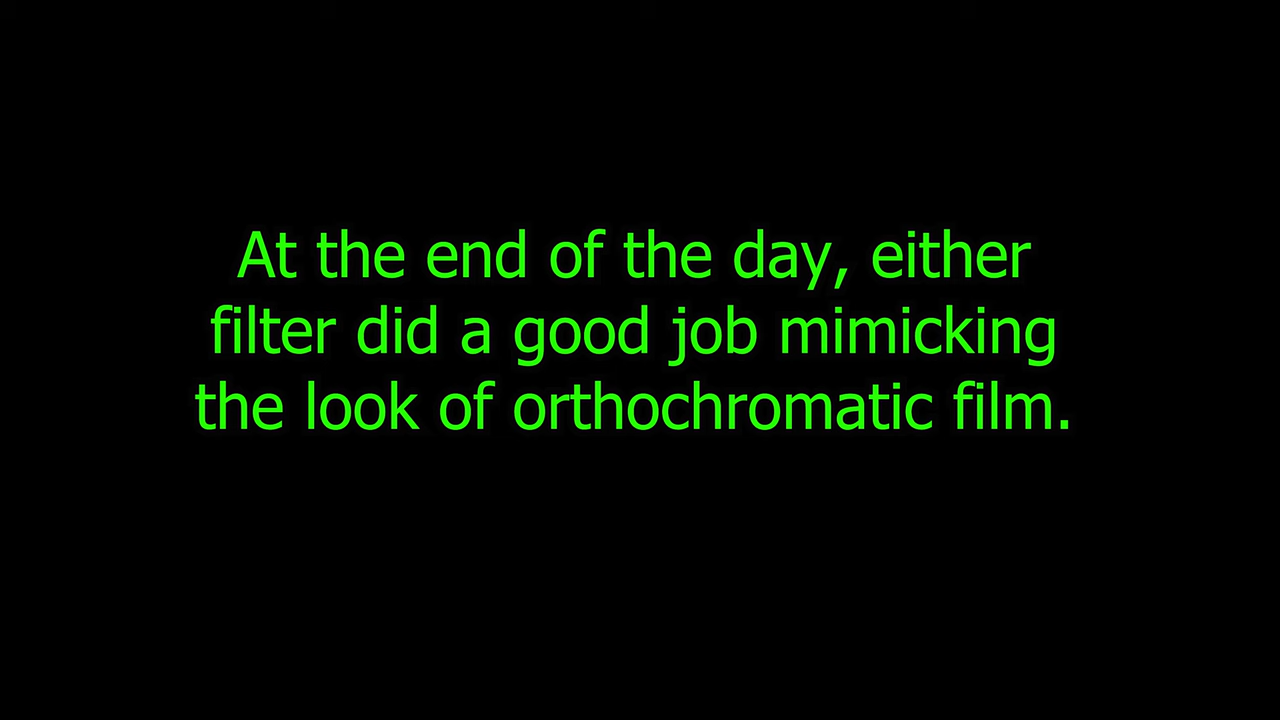 At the end of the day, either
filter did a good job mimicking
the look of orthochromatic film.